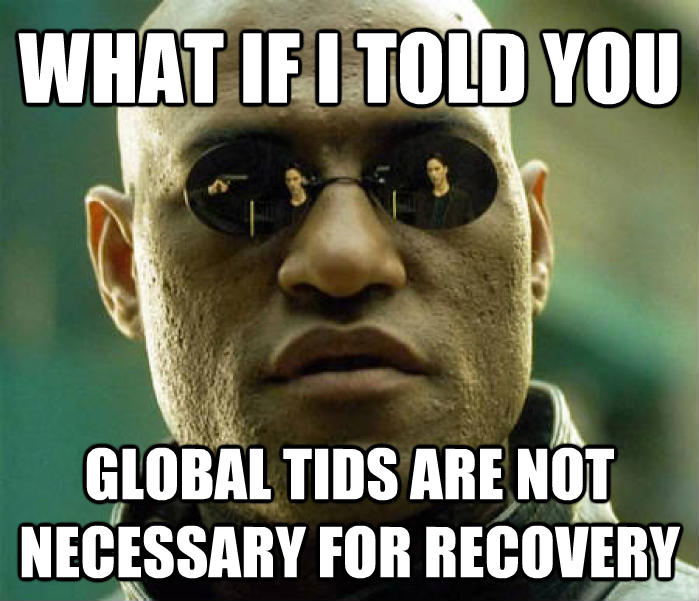 WHAT IF I TOLD YOU
GLOBAL TIDS ARE NOT
NECESSARY FOR RECOVERY